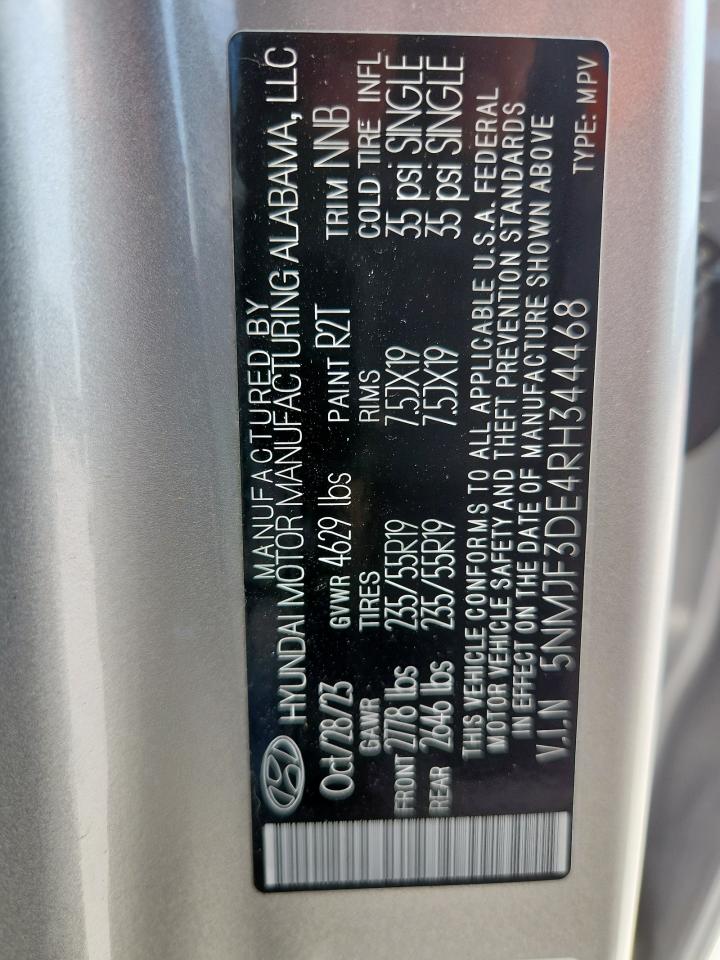 MANUFACTURED BY
HYUNDAI MOTOR MANUFACTURING ALABAMA, LLC
Oct/28/23 GVWR 4629 lbs PAINT R2T TRIM NNB
GAWR TIRES RIMS COLD TIRE INFL
FRONT 2778 lbs 235/55R19 7.5JX19 35 psi SINGLE
REAR 2646 lbs 235/55R19 7.5JX19 35 psi SINGLE
THIS VEHICLE CONFORMS TO ALL APPLICABLE U.S.A. FEDERAL
MOTOR VEHICLE SAFETY AND THEFT PREVENTION STANDARDS
IN EFFECT ON THE DATE OF MANUFACTURE SHOWN ABOVE
V.I.N 5NMJF3DE4RH344468 TYPE: MPV